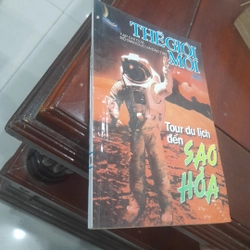 THẾ GIỚI
MỚI
Tour du lịch
đến
SAO
HỎA